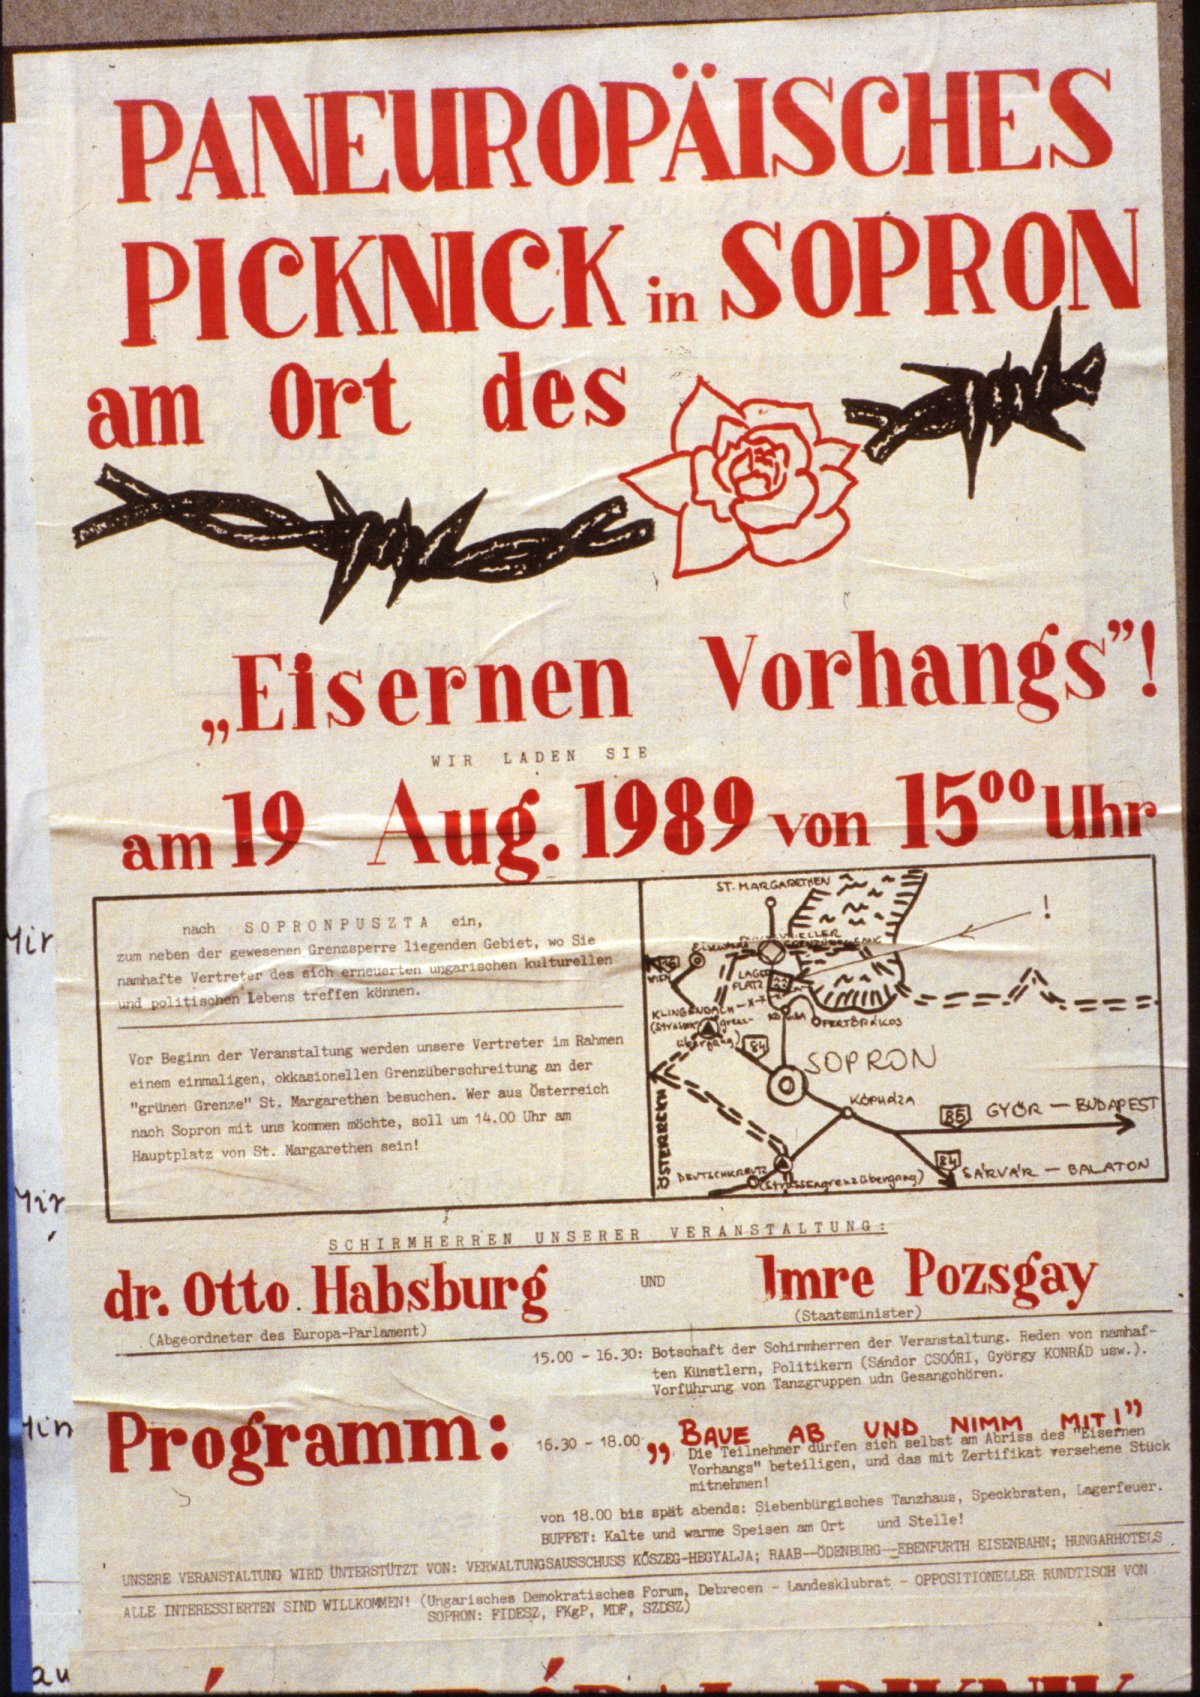 PANEUROPÄISCHES
PICKNICK in SOPRON
am Ort des
„Eisernen Vorhangs”!
WIR LADEN SIE
am 19 Aug. 1989 von 15⁰⁰ Uhr
nach SOPRONPUSZTA ein,
zum neben der gewesenen Grenzsperre liegenden Gebiet, wo Sie
namhafte Vertreter des sich erneuerten ungarischen kulturellen
und politischen Lebens treffen können.
Vor Beginn der Veranstaltung werden unsere Vertreter im Rahmen
einem einmaligen, okkasionellen Grenzüberschreitung an der
"grünen Grenze" St. Margarethen besuchen. Wer aus Österreich
nach Sopron mit uns kommen möchte, soll um 14.00 Uhr am
Hauptplatz von St. Margarethen sein!
ST. MARGARETHEN
!
WIEN
LAGER
PLATZ
KLINGENBACH
(Strassengrenz-
übergang)
FERTŐRÁKOS
84
SOPRON
KÓPHÁZA
85 GYŐR — BUDAPEST
ÖSTERREICH
84
SÁRVÁR — BALATON
DEUTSCHKREUTZ
(Strassengrenzübergang)
SCHIRMHERREN UNSERER VERANSTALTUNG:
dr. Otto Habsburg UND Imre Pozsgay
(Abgeordneter des Europa-Parlament) (Staatsminister)
15.00 - 16.30: Botschaft der Schirmherren der Veranstaltung. Reden von namhaf-
ten Künstlern, Politikern (Sándor CSOÓRI, György KONRÁD usw.).
Vorführung von Tanzgruppen udn Gesangchören.
Programm:
16.30 - 18.00 „BAUE AB UND NIMM MIT!”
Die Teilnehmer dürfen sich selbst am Abriss des "Eisernen
Vorhangs" beteiligen, und das mit Zertifikat versehene Stück
mitnehmen!
von 18.00 bis spät abends: Siebenbürgisches Tanzhaus, Speckbraten, Lagerfeuer.
BUFFET: Kalte und warme Speisen am Ort und Stelle!
UNSERE VERANSTALTUNG WIRD ÜNTERSTÜTZT VON: VERWALTUNGSAUSSCHUSS KŐSZEG-HEGYALJA; RAAB--ÖDENBURG--EBENFURTH EISENBAHN; HUNGARHOTELS
ALLE INTERESSIERTEN SIND WILLKOMMEN! (Ungarisches Demokratisches Forum, Debrecen - Landesklubrat - OPPOSITIONELLER RUNDTISCH VON
SOPRON: FIDESZ, FKgP, MDF, SZDSZ)